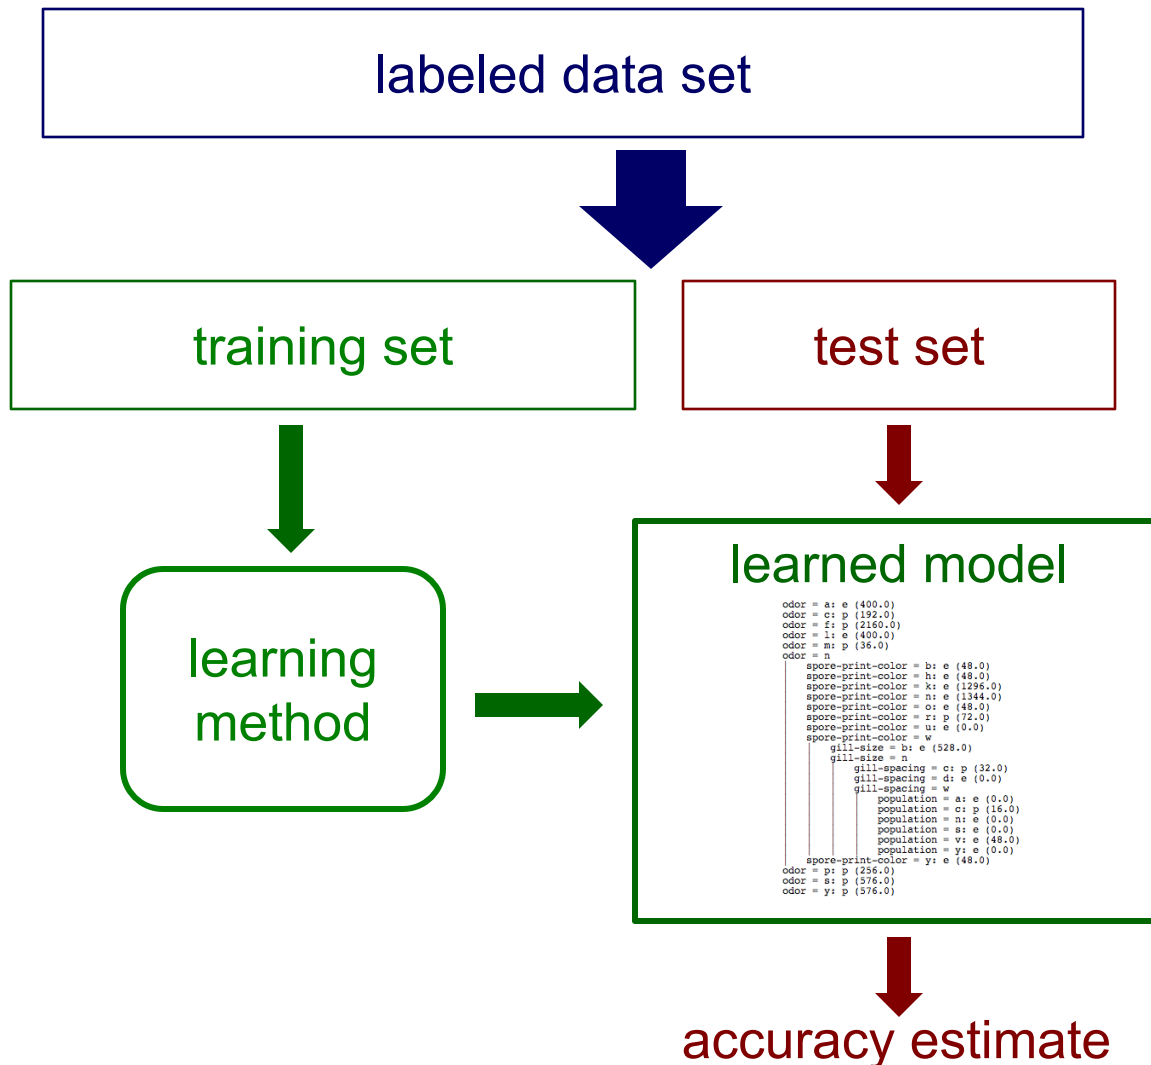 labeled data set
training set
test set
learning
method
learned model
odor = a: e (400.0)
odor = c: p (192.0)
odor = f: p (2160.0)
odor = l: e (400.0)
odor = m: p (36.0)
odor = n
|   spore-print-color = b: e (48.0)
|   spore-print-color = h: e (48.0)
|   spore-print-color = k: e (1296.0)
|   spore-print-color = n: e (1344.0)
|   spore-print-color = o: e (48.0)
|   spore-print-color = r: p (72.0)
|   spore-print-color = u: e (0.0)
|   spore-print-color = w
|   |   gill-size = b: e (528.0)
|   |   gill-size = n
|   |   |   gill-spacing = c: p (32.0)
|   |   |   gill-spacing = d: e (0.0)
|   |   |   gill-spacing = w
|   |   |   |   population = a: e (0.0)
|   |   |   |   population = c: p (16.0)
|   |   |   |   population = n: e (0.0)
|   |   |   |   population = s: e (0.0)
|   |   |   |   population = v: e (48.0)
|   |   |   |   population = y: e (0.0)
|   spore-print-color = y: e (48.0)
odor = p: p (256.0)
odor = s: p (576.0)
odor = y: p (576.0)
accuracy estimate